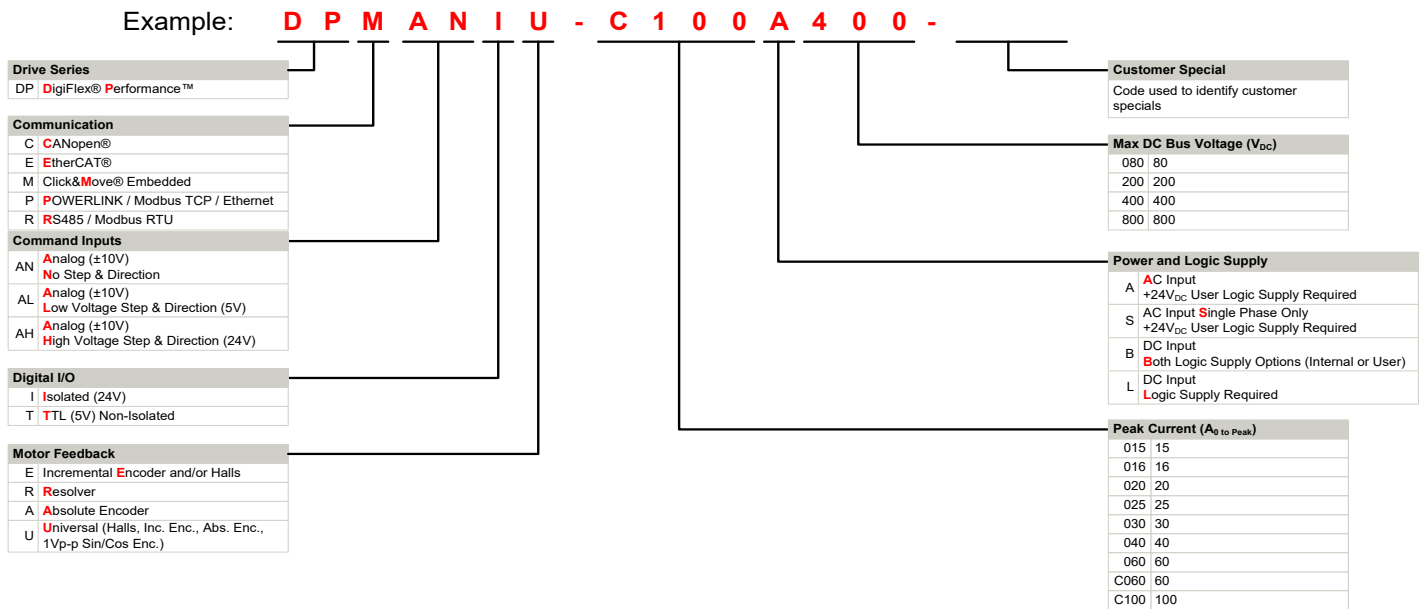 Example: D P M A N I U - C 1 0 0 A 4 0 0 -
Drive Series
DP DigiFlex® Performance™
Communication
C CANopen®
E EtherCAT®
M Click&Move® Embedded
P POWERLINK / Modbus TCP / Ethernet
R RS485 / Modbus RTU
Command Inputs
AN Analog (±10V)
No Step & Direction
AL Analog (±10V)
Low Voltage Step & Direction (5V)
AH Analog (±10V)
High Voltage Step & Direction (24V)
Digital I/O
I Isolated (24V)
T TTL (5V) Non-Isolated
Motor Feedback
E Incremental Encoder and/or Halls
R Resolver
A Absolute Encoder
U Universal (Halls, Inc. Enc., Abs. Enc.,
1Vp-p Sin/Cos Enc.)
Customer Special
Code used to identify customer
specials
Max DC Bus Voltage (VDC)
080 80
200 200
400 400
800 800
Power and Logic Supply
A AC Input
+24VDC User Logic Supply Required
S AC Input Single Phase Only
+24VDC User Logic Supply Required
B DC Input
Both Logic Supply Options (Internal or User)
L DC Input
Logic Supply Required
Peak Current (A0 to Peak)
015 15
016 16
020 20
025 25
030 30
040 40
060 60
C060 60
C100 100